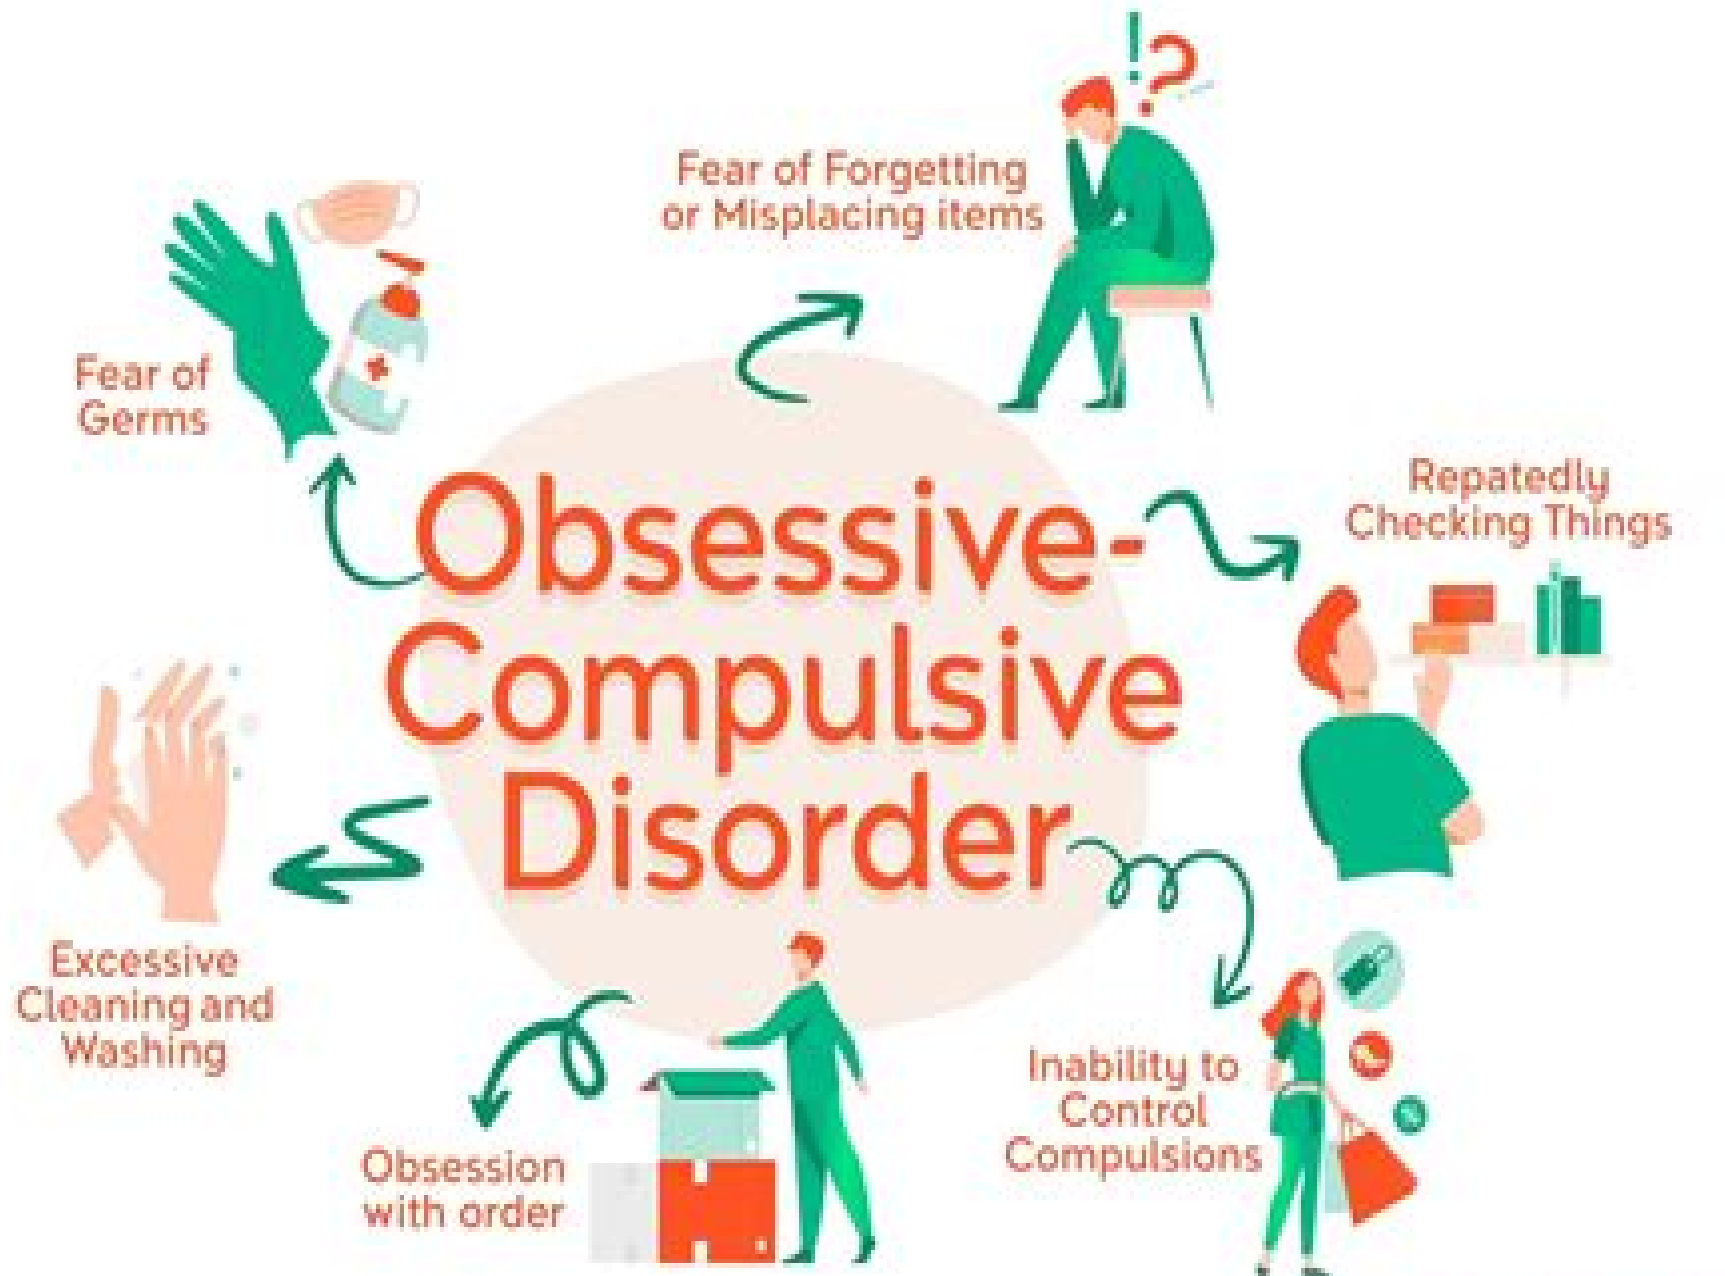 Fear of Forgetting
or Misplacing items
Fear of
Germs
Repatedly
Checking Things
Obsessive-
Compulsive
Disorder
Excessive
Cleaning and
Washing
Inability to
Control
Compulsions
Obsession
with order
!?